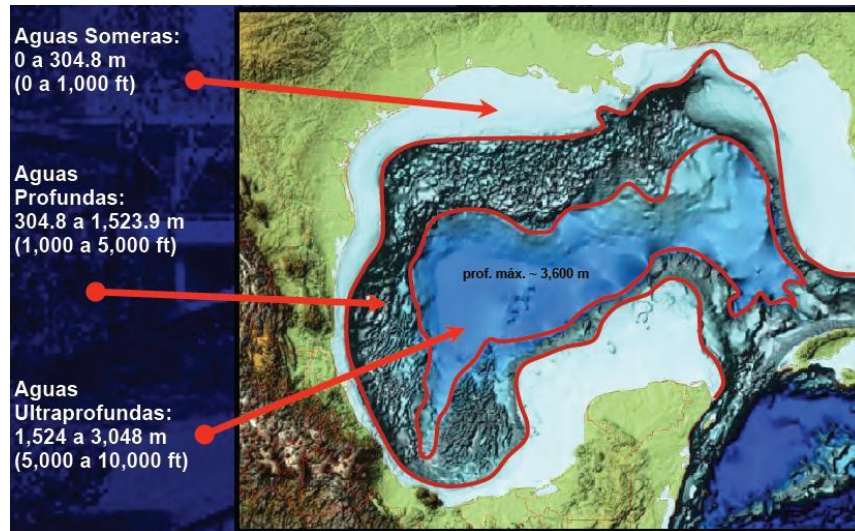 Aguas Someras:
0 a 304.8 m
(0 a 1,000 ft)
Aguas
Profundas:
304.8 a 1,523.9 m
(1,000 a 5,000 ft)
prof. máx. ~ 3,600 m
Aguas
Ultraprofundas:
1,524 a 3,048 m
(5,000 a 10,000 ft)